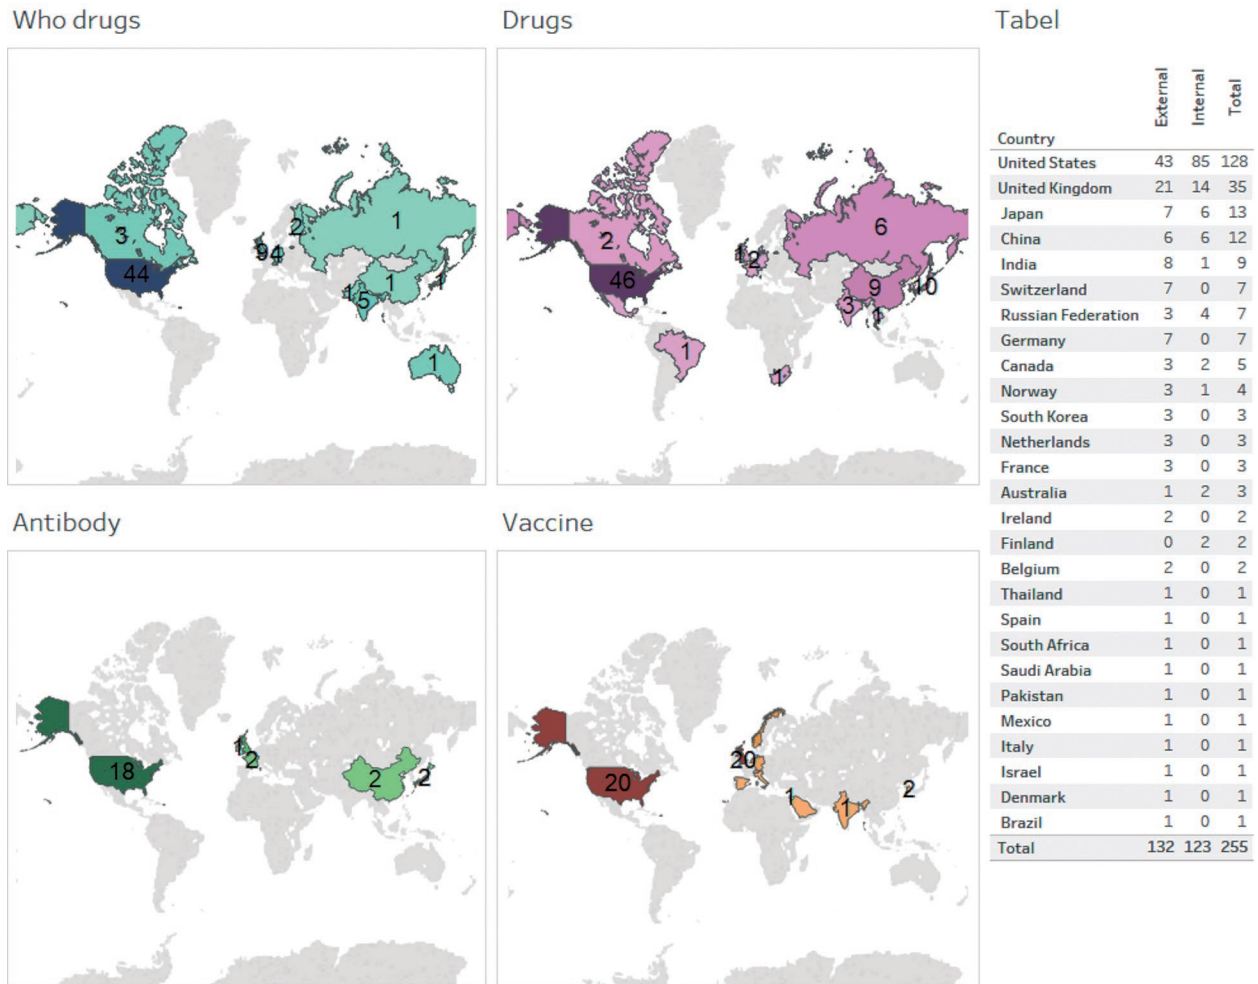 Who drugs
3
44
2
94
1
1
1
5
1
1
Drugs
2
46
1
2
6
9
10
3
1
1
1
Antibody
18
1
2
2
2
Vaccine
20
20
1
1
2
Tabel
Country External Internal Total
United States 43 85 128
United Kingdom 21 14 35
Japan 7 6 13
China 6 6 12
India 8 1 9
Switzerland 7 0 7
Russian Federation 3 4 7
Germany 7 0 7
Canada 3 2 5
Norway 3 1 4
South Korea 3 0 3
Netherlands 3 0 3
France 3 0 3
Australia 1 2 3
Ireland 2 0 2
Finland 0 2 2
Belgium 2 0 2
Thailand 1 0 1
Spain 1 0 1
South Africa 1 0 1
Saudi Arabia 1 0 1
Pakistan 1 0 1
Mexico 1 0 1
Italy 1 0 1
Israel 1 0 1
Denmark 1 0 1
Brazil 1 0 1
Total 132 123 255